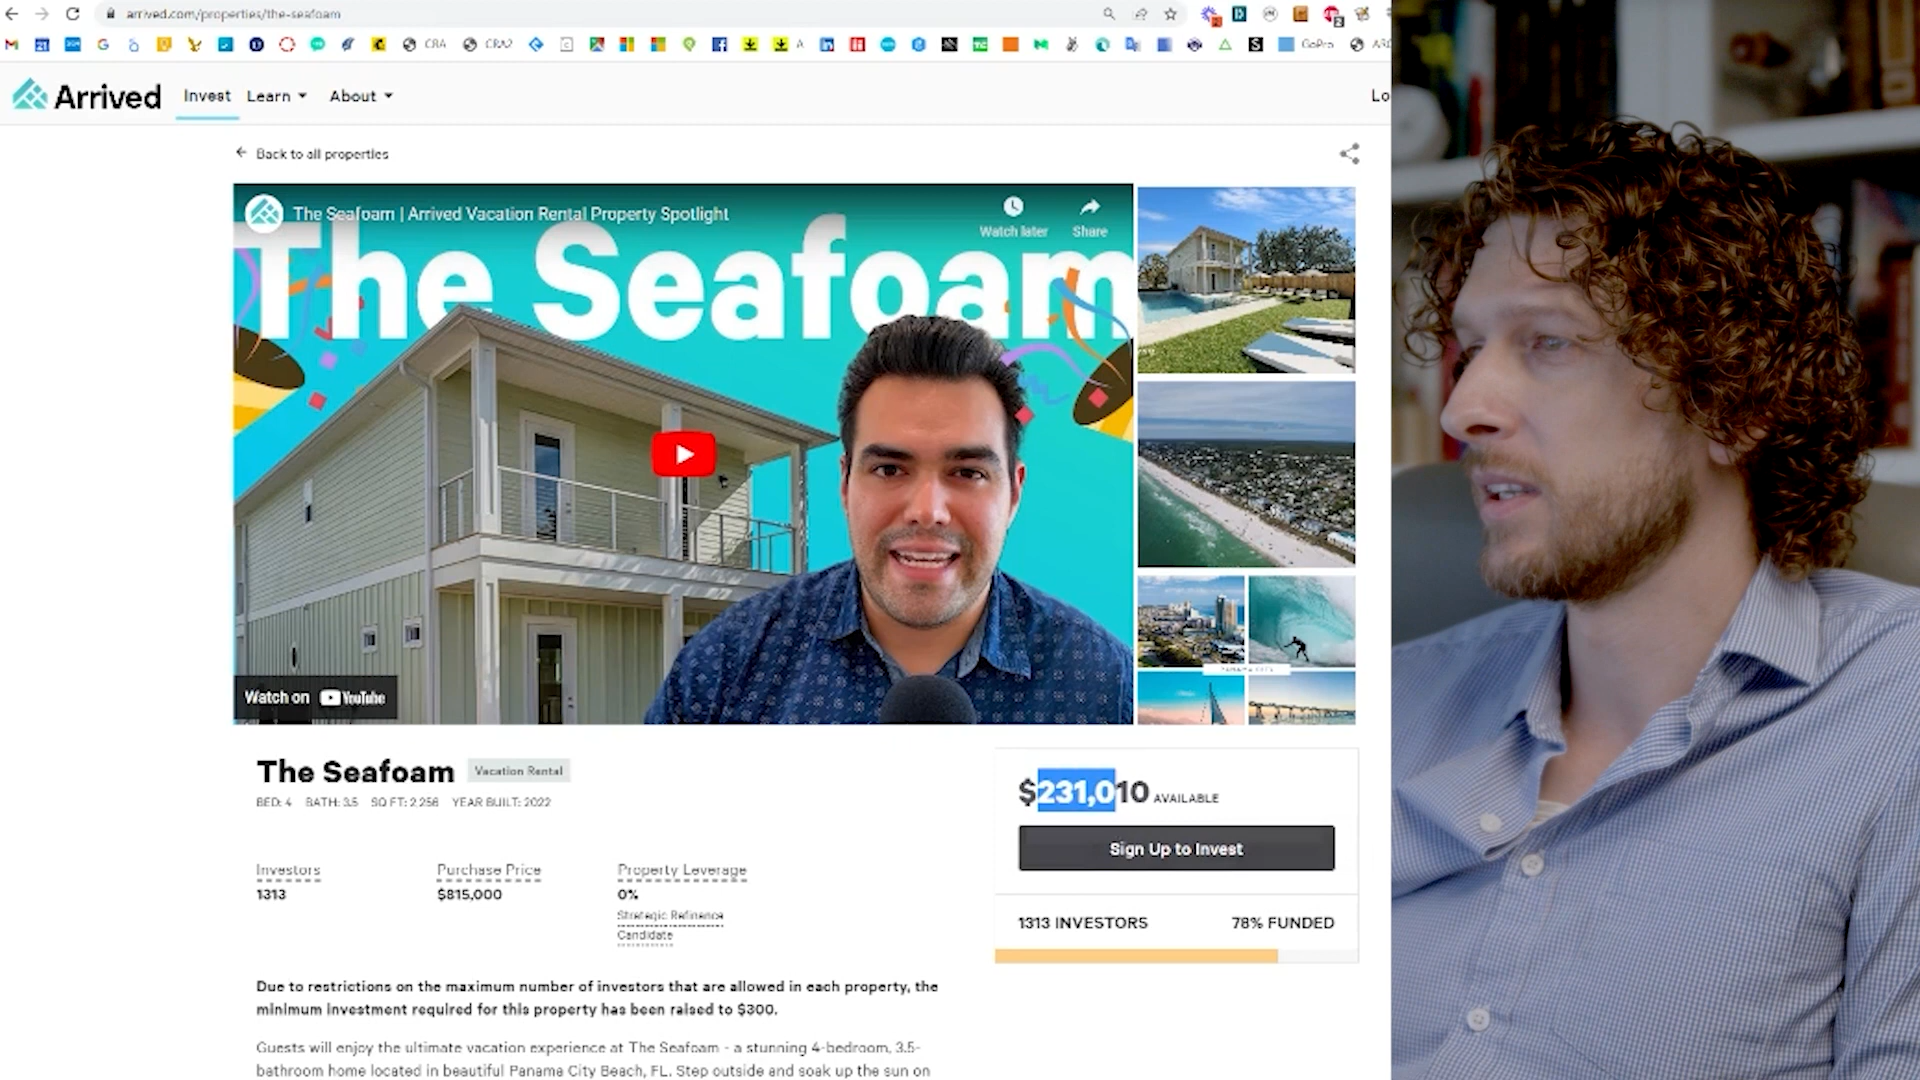 arrived.com/properties/the-seafoam
CRA
CRA2
A
GoPro
Arrived
Invest
Learn
About
Lo
Back to all properties
The Seafoam | Arrived Vacation Rental Property Spotlight
Watch later
Share
The Seafoam
Watch on YouTube
PANAMA CITY
The Seafoam
Vacation Rental
BED: 4 BATH: 3.5 SQ FT: 2,256 YEAR BUILT: 2022
$231,010 AVAILABLE
Sign Up to Invest
1313 INVESTORS
78% FUNDED
Investors
1313
Purchase Price
$815,000
Property Leverage
0%
Strategic Refinance
Candidate
Due to restrictions on the maximum number of investors that are allowed in each property, the
minimum investment required for this property has been raised to $300.
Guests will enjoy the ultimate vacation experience at The Seafoam - a stunning 4-bedroom, 3.5-
bathroom home located in beautiful Panama City Beach, FL. Step outside and soak up the sun on